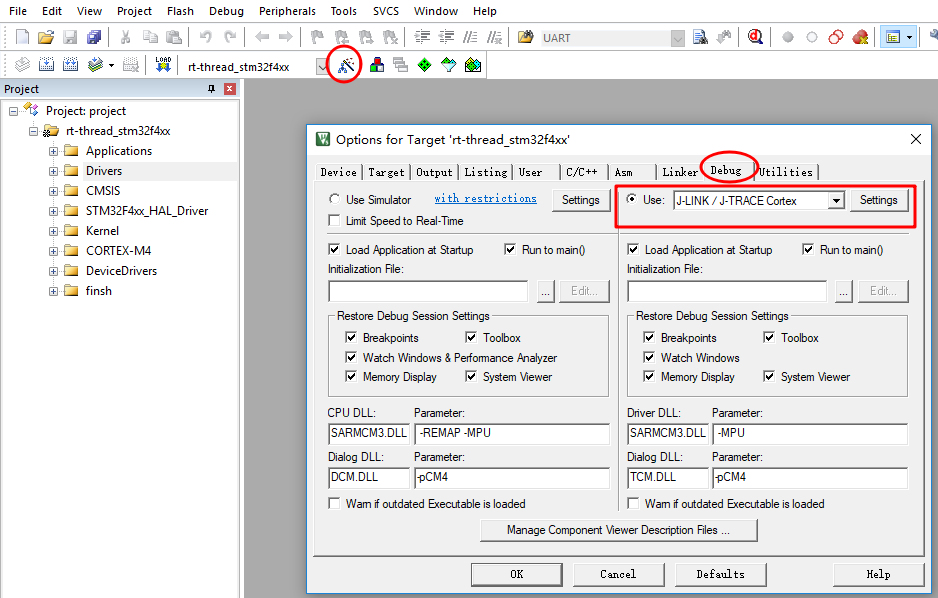 File Edit View Project Flash Debug Peripherals Tools SVCS Window Help
UART
LOAD
rt-thread_stm32f4xx
Project
Project: project
rt-thread_stm32f4xx
Applications
Drivers
CMSIS
STM32F4xx_HAL_Driver
Kernel
CORTEX-M4
DeviceDrivers
finsh
Options for Target 'rt-thread_stm32f4xx'
Device Target Output Listing User C/C++ Asm Linker Debug Utilities
Use Simulator with restrictions Settings
Limit Speed to Real-Time
Use: J-LINK / J-TRACE Cortex Settings
Load Application at Startup Run to main()
Initialization File:
... Edit...
Restore Debug Session Settings
Breakpoints Toolbox
Watch Windows & Performance Analyzer
Memory Display System Viewer
CPU DLL: Parameter:
SARMCM3.DLL -REMAP -MPU
Dialog DLL: Parameter:
DCM.DLL -pCM4
Warn if outdated Executable is loaded
Load Application at Startup Run to main()
Initialization File:
... Edit...
Restore Debug Session Settings
Breakpoints Toolbox
Watch Windows
Memory Display System Viewer
Driver DLL: Parameter:
SARMCM3.DLL -MPU
Dialog DLL: Parameter:
TCM.DLL -pCM4
Warn if outdated Executable is loaded
Manage Component Viewer Description Files ...
OK Cancel Defaults Help